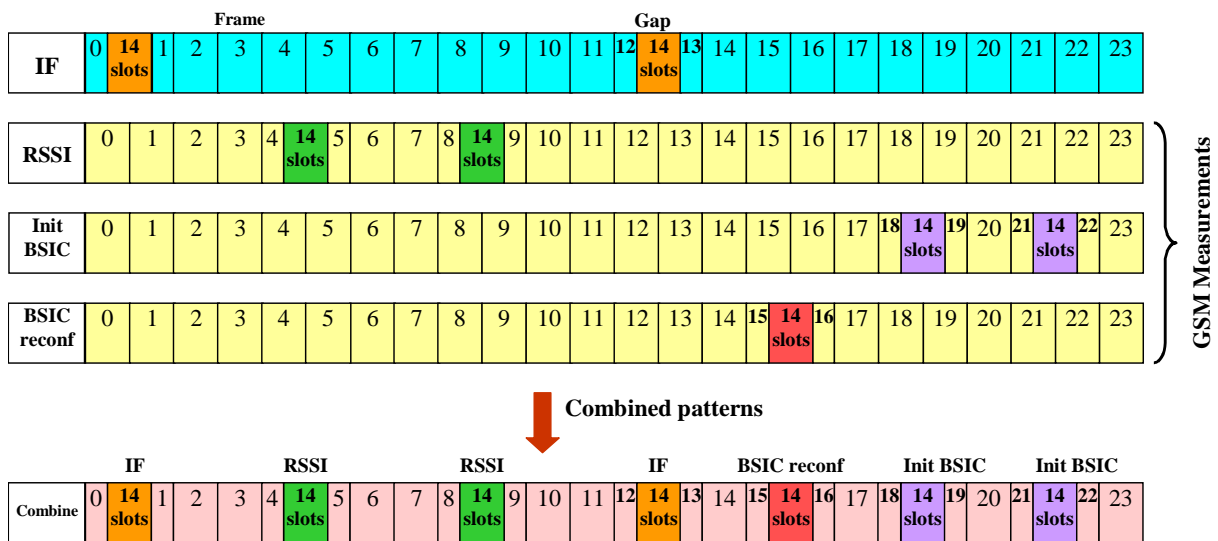 Frame Gap
IF 0 14 slots 1 2 3 4 5 6 7 8 9 10 11 12 14 slots 13 14 15 16 17 18 19 20 21 22 23
RSSI 0 1 2 3 4 14 slots 5 6 7 8 14 slots 9 10 11 12 13 14 15 16 17 18 19 20 21 22 23
Init BSIC 0 1 2 3 4 5 6 7 8 9 10 11 12 13 14 15 16 17 18 14 slots 19 20 21 14 slots 22 23
BSIC reconf 0 1 2 3 4 5 6 7 8 9 10 11 12 13 14 15 14 slots 16 17 18 19 20 21 22 23
GSM Measurements
Combined patterns
IF RSSI RSSI IF BSIC reconf Init BSIC Init BSIC
Combine 0 14 slots 1 2 3 4 14 slots 5 6 7 8 14 slots 9 10 11 12 14 slots 13 14 15 14 slots 16 17 18 14 slots 19 20 21 14 slots 22 23